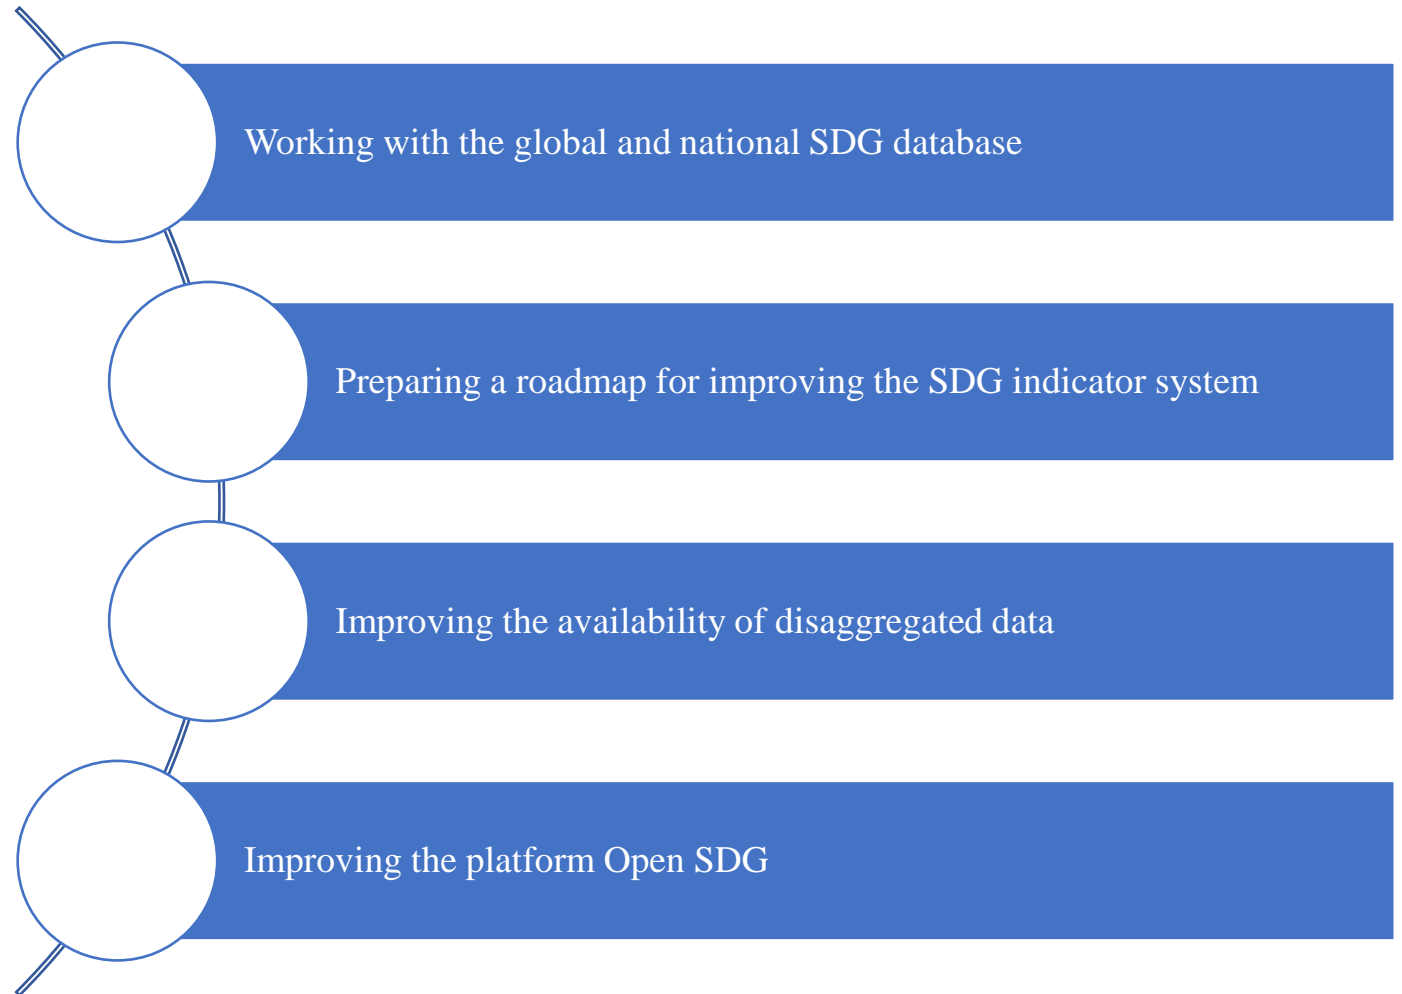 Working with the global and national SDG database
Preparing a roadmap for improving the SDG indicator system
Improving the availability of disaggregated data
Improving the platform Open SDG